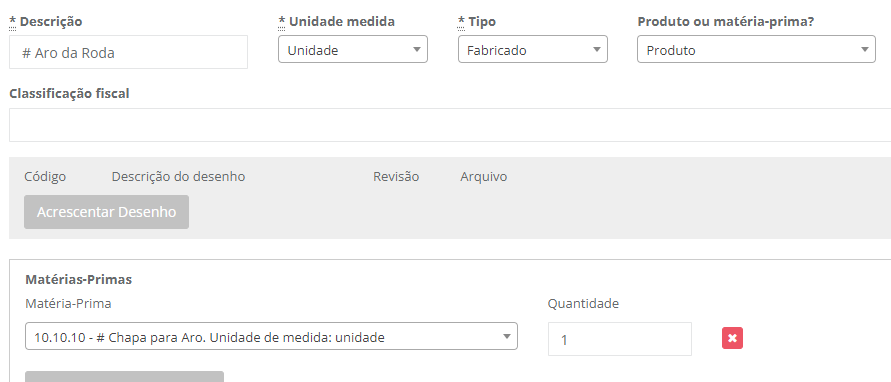 * Descrição
* Unidade medida
* Tipo
Produto ou matéria-prima?
# Aro da Roda
Unidade
Fabricado
Produto
Classificação fiscal
Código
Descrição do desenho
Revisão
Arquivo
Acrescentar Desenho
Matérias-Primas
Matéria-Prima
Quantidade
10.10.10 - # Chapa para Aro. Unidade de medida: unidade
1